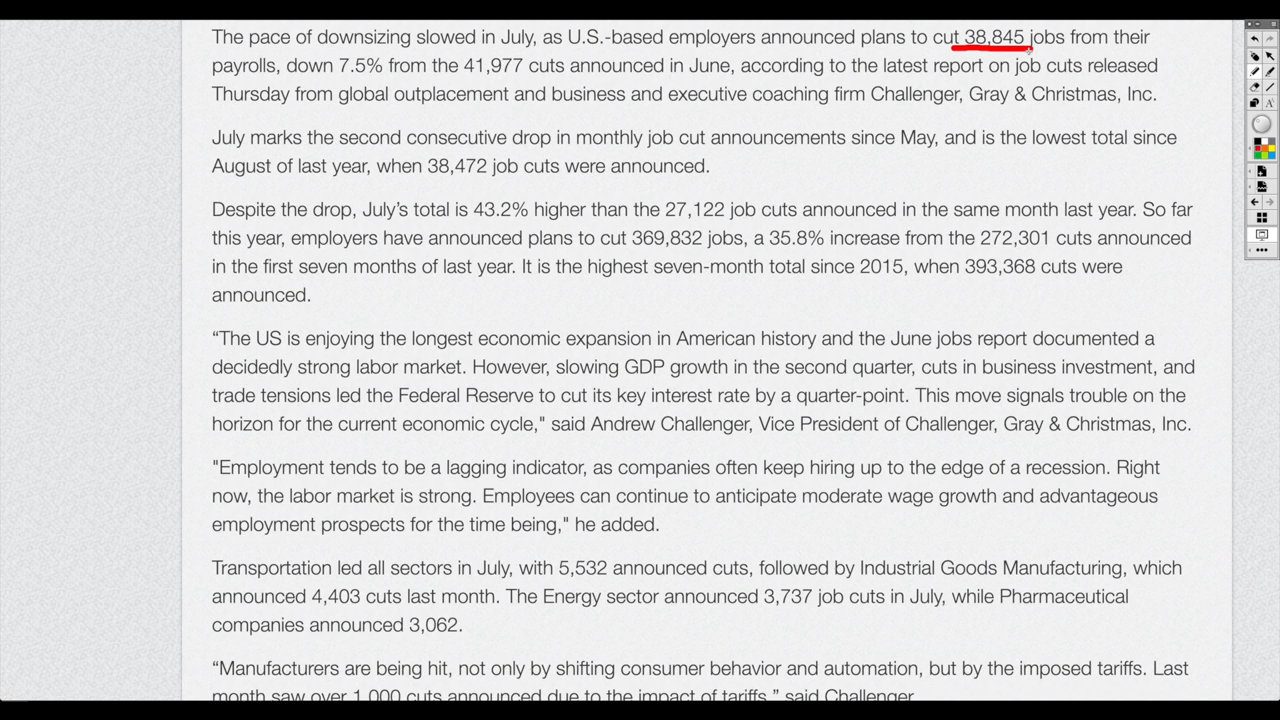 The pace of downsizing slowed in July, as U.S.-based employers announced plans to cut 38,845 jobs from their
payrolls, down 7.5% from the 41,977 cuts announced in June, according to the latest report on job cuts released
Thursday from global outplacement and business and executive coaching firm Challenger, Gray & Christmas, Inc.
July marks the second consecutive drop in monthly job cut announcements since May, and is the lowest total since
August of last year, when 38,472 job cuts were announced.
Despite the drop, July’s total is 43.2% higher than the 27,122 job cuts announced in the same month last year. So far
this year, employers have announced plans to cut 369,832 jobs, a 35.8% increase from the 272,301 cuts announced
in the first seven months of last year. It is the highest seven-month total since 2015, when 393,368 cuts were
announced.
“The US is enjoying the longest economic expansion in American history and the June jobs report documented a
decidedly strong labor market. However, slowing GDP growth in the second quarter, cuts in business investment, and
trade tensions led the Federal Reserve to cut its key interest rate by a quarter-point. This move signals trouble on the
horizon for the current economic cycle," said Andrew Challenger, Vice President of Challenger, Gray & Christmas, Inc.
"Employment tends to be a lagging indicator, as companies often keep hiring up to the edge of a recession. Right
now, the labor market is strong. Employees can continue to anticipate moderate wage growth and advantageous
employment prospects for the time being," he added.
Transportation led all sectors in July, with 5,532 announced cuts, followed by Industrial Goods Manufacturing, which
announced 4,403 cuts last month. The Energy sector announced 3,737 job cuts in July, while Pharmaceutical
companies announced 3,062.
“Manufacturers are being hit, not only by shifting consumer behavior and automation, but by the imposed tariffs. Last
month saw over 1,000 cuts announced due to the impact of tariffs,” said Challenger.